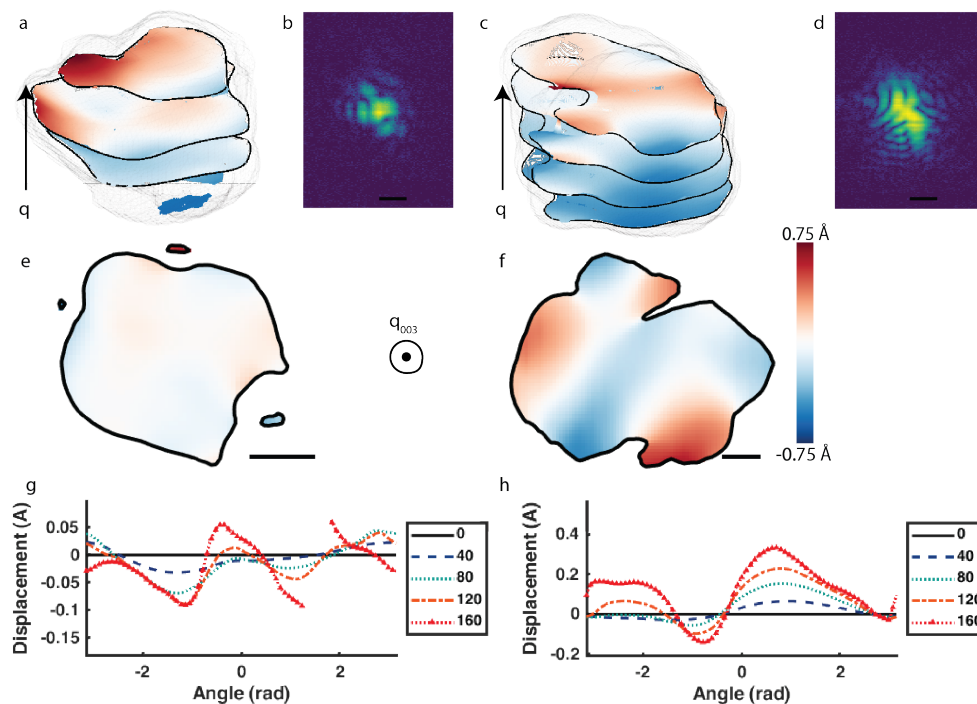 a
b
c
d
q
q
e
f
0.75 Å
q003
-0.75 Å
g
h
Displacement (A)
0.05
0
-0.05
-0.1
-0.15
-2
0
2
Angle (rad)
0
40
80
120
160
Displacement (A)
0.4
0.2
0
-0.2
-2
0
2
Angle (rad)
0
40
80
120
160